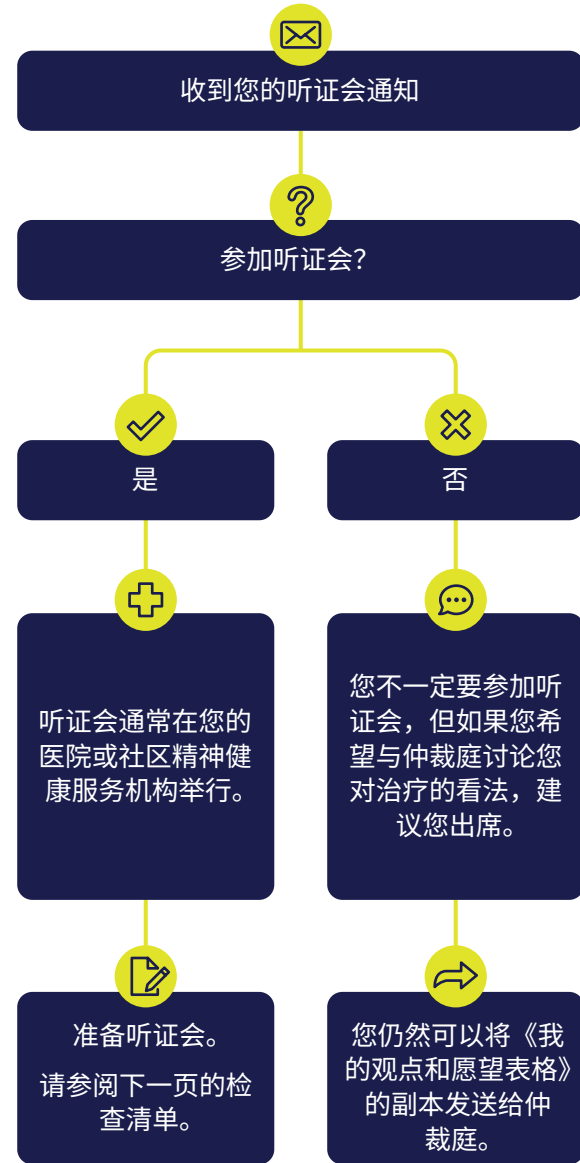 收到您的听证会通知
参加听证会？
是
否
听证会通常在您的
医院或社区精神健
康服务机构举行。
您不一定要参加听
证会，但如果您希
望与仲裁庭讨论您
对治疗的看法，建
议您出席。
准备听证会。
请参阅下一页的检
查清单。
您仍然可以将《我
的观点和愿望表格》
的副本发送给仲
裁庭。